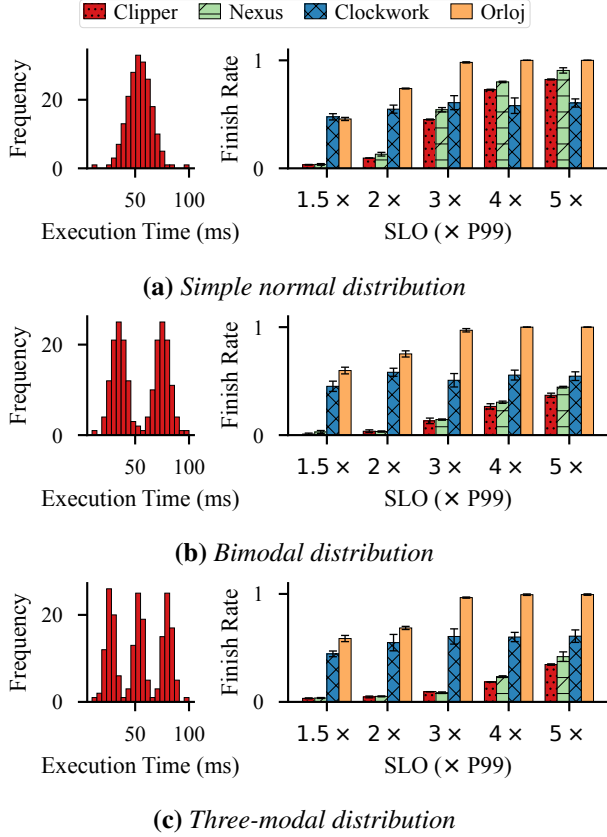 Clipper Nexus Clockwork Orloj
Frequency
20
0
50 100
Execution Time (ms)
Finish Rate
1
0
1.5 × 2 × 3 × 4 × 5 ×
SLO (× P99)
(a) Simple normal distribution
Frequency
20
0
50 100
Execution Time (ms)
Finish Rate
1
0
1.5 × 2 × 3 × 4 × 5 ×
SLO (× P99)
(b) Bimodal distribution
Frequency
20
0
50 100
Execution Time (ms)
Finish Rate
1
0
1.5 × 2 × 3 × 4 × 5 ×
SLO (× P99)
(c) Three-modal distribution